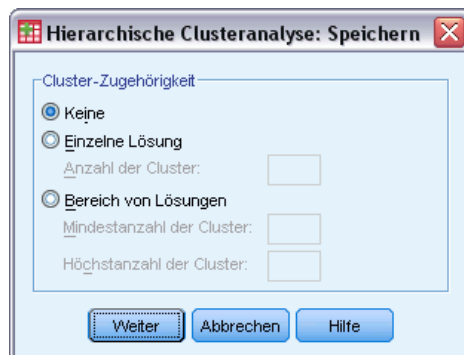 Hierarchische Clusteranalyse: Speichern
Cluster-Zugehörigkeit
Keine
Einzelne Lösung
Anzahl der Cluster:
Bereich von Lösungen
Mindestanzahl der Cluster:
Höchstanzahl der Cluster:
Weiter Abbrechen Hilfe